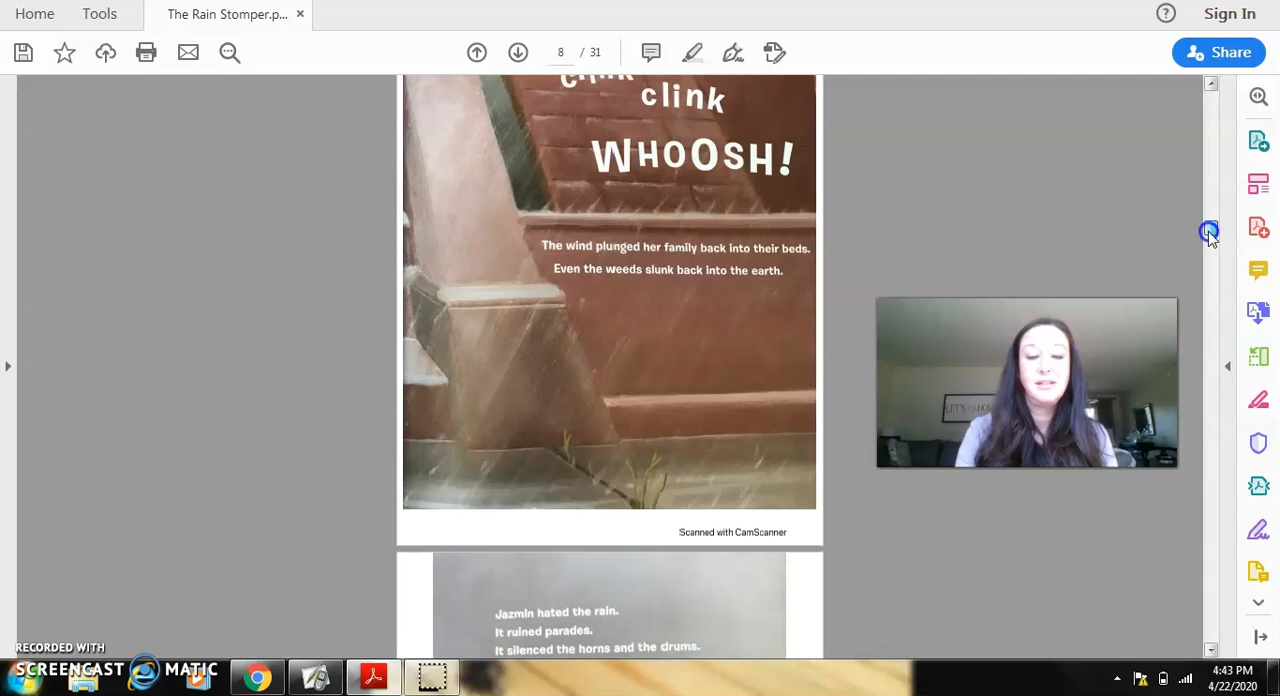 Home
Tools
The Rain Stomper.p... ×
?
Sign In
8 / 31
Share
clink
clink
WHOOSH!
The wind plunged her family back into their beds.
Even the weeds slunk back into the earth.
LET'S
Scanned with CamScanner
Jazmin hated the rain.
It ruined parades.
It silenced the horns and the drums.
RECORDED WITH
SCREENCAST MATIC
4:43 PM
4/22/2020